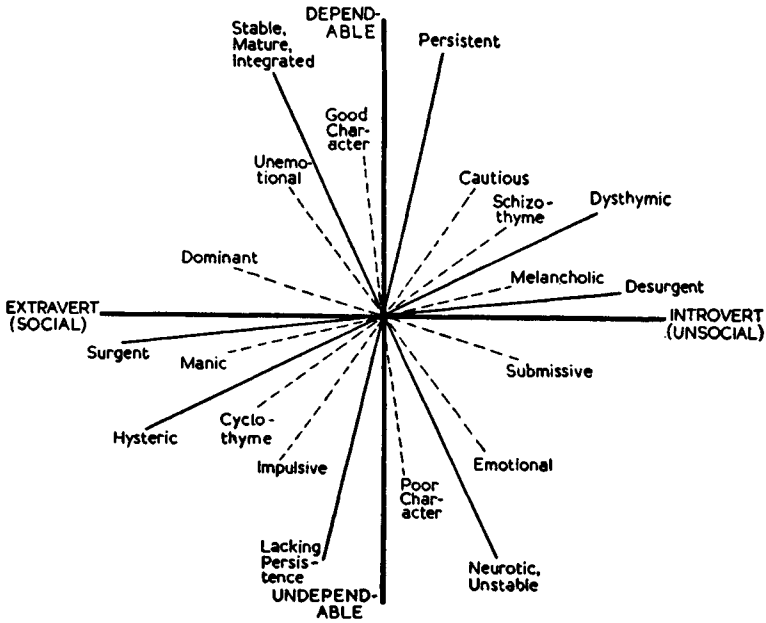 DEPEND-
ABLE
Stable,
Mature,
Integrated
Persistent
Good
Char-
acter
Unemo-
tional
Cautious
Schizo-
thyme
Dysthymic
Dominant
Melancholic
Desurgent
EXTRAVERT
(SOCIAL)
INTROVERT
(UNSOCIAL)
Surgent
Manic
Submissive
Hysteric
Cyclo-
thyme
Impulsive
Emotional
Poor
Char-
acter
Lacking
Persis-
tence
Neurotic,
Unstable
UNDEPEND-
ABLE